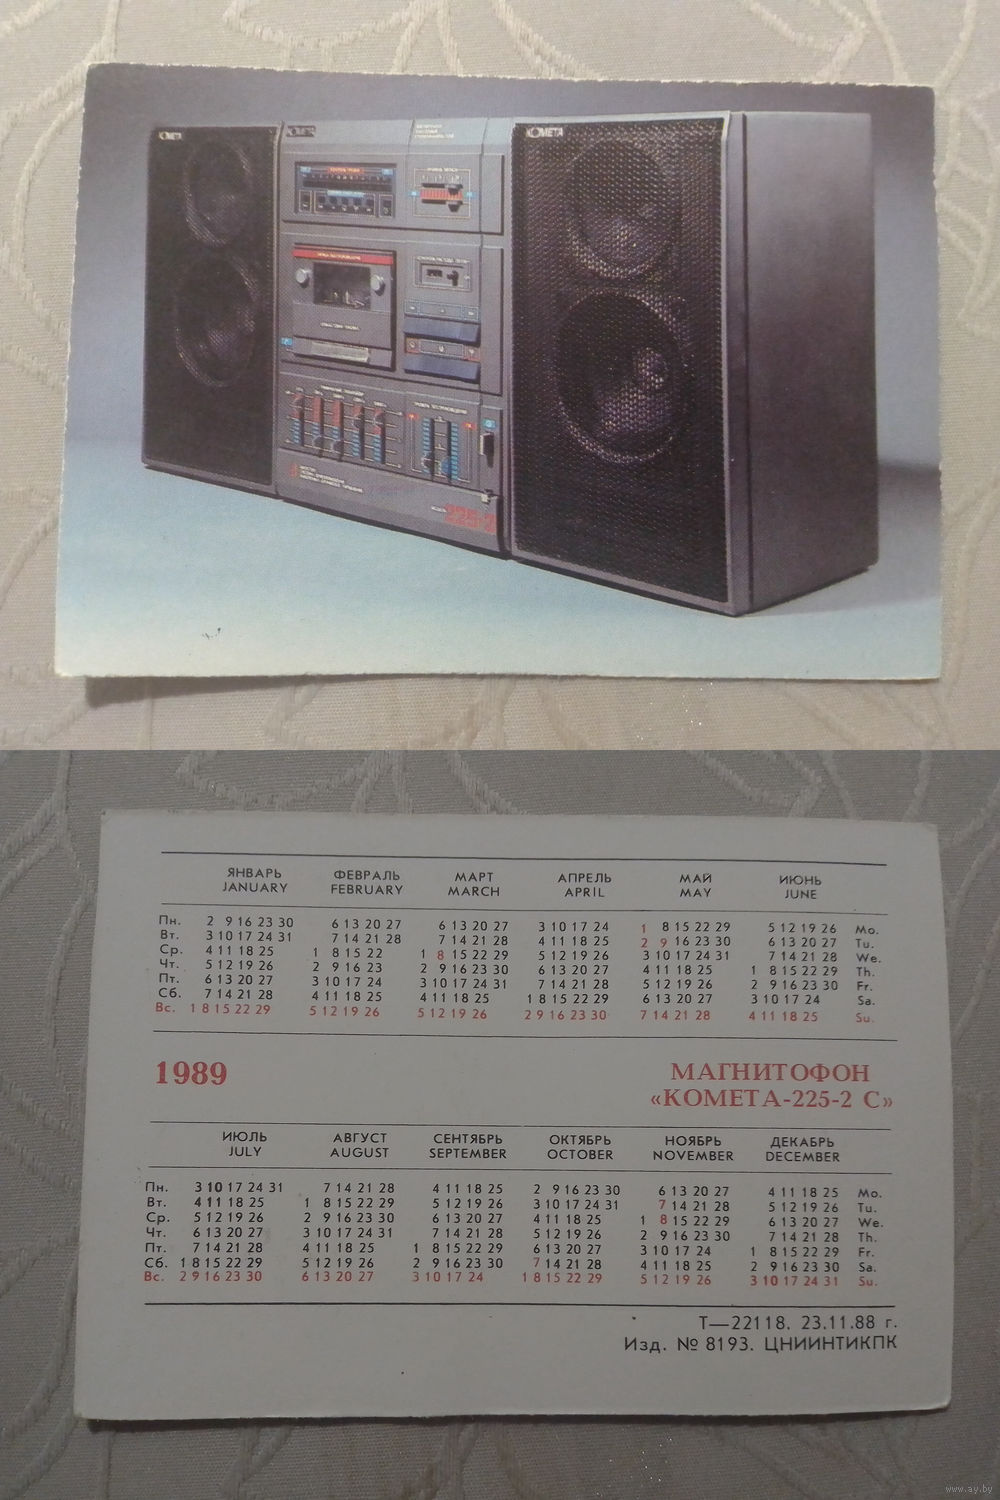 КОМЕТА
КОМЕТА
КОМЕТА
225-2
ЯНВАРЬ ФЕВРАЛЬ МАРТ АПРЕЛЬ МАЙ ИЮНЬ
JANUARY FEBRUARY MARCH APRIL MAY JUNE
Пн. 2 9 16 23 30 6 13 20 27 6 13 20 27 3 10 17 24 1 8 15 22 29 5 12 19 26 Mo.
Вт. 3 10 17 24 31 7 14 21 28 7 14 21 28 4 11 18 25 2 9 16 23 30 6 13 20 27 Tu.
Ср. 4 11 18 25 1 8 15 22 1 8 15 22 29 5 12 19 26 3 10 17 24 31 7 14 21 28 We.
Чт. 5 12 19 26 2 9 16 23 2 9 16 23 30 6 13 20 27 4 11 18 25 1 8 15 22 29 Th.
Пт. 6 13 20 27 3 10 17 24 3 10 17 24 31 7 14 21 28 5 12 19 26 2 9 16 23 30 Fr.
Сб. 7 14 21 28 4 11 18 25 4 11 18 25 1 8 15 22 29 6 13 20 27 3 10 17 24 Sa.
Вс. 1 8 15 22 29 5 12 19 26 5 12 19 26 2 9 16 23 30 7 14 21 28 4 11 18 25 Su.
1989 МАГНИТОФОН
«КОМЕТА-225-2 С»
ИЮЛЬ АВГУСТ СЕНТЯБРЬ ОКТЯБРЬ НОЯБРЬ ДЕКАБРЬ
JULY AUGUST SEPTEMBER OCTOBER NOVEMBER DECEMBER
Пн. 3 10 17 24 31 7 14 21 28 4 11 18 25 2 9 16 23 30 6 13 20 27 4 11 18 25 Mo.
Вт. 4 11 18 25 1 8 15 22 29 5 12 19 26 3 10 17 24 31 7 14 21 28 5 12 19 26 Tu.
Ср. 5 12 19 26 2 9 16 23 30 6 13 20 27 4 11 18 25 1 8 15 22 29 6 13 20 27 We.
Чт. 6 13 20 27 3 10 17 24 31 7 14 21 28 5 12 19 26 2 9 16 23 30 7 14 21 28 Th.
Пт. 7 14 21 28 4 11 18 25 1 8 15 22 29 6 13 20 27 3 10 17 24 1 8 15 22 29 Fr.
Сб. 1 8 15 22 29 5 12 19 26 2 9 16 23 30 7 14 21 28 4 11 18 25 2 9 16 23 30 Sa.
Вс. 2 9 16 23 30 6 13 20 27 3 10 17 24 1 8 15 22 29 5 12 19 26 3 10 17 24 31 Su.
Т—22118. 23.11.88 г.
Изд. № 8193. ЦНИИНТИКПК
www.ay.by